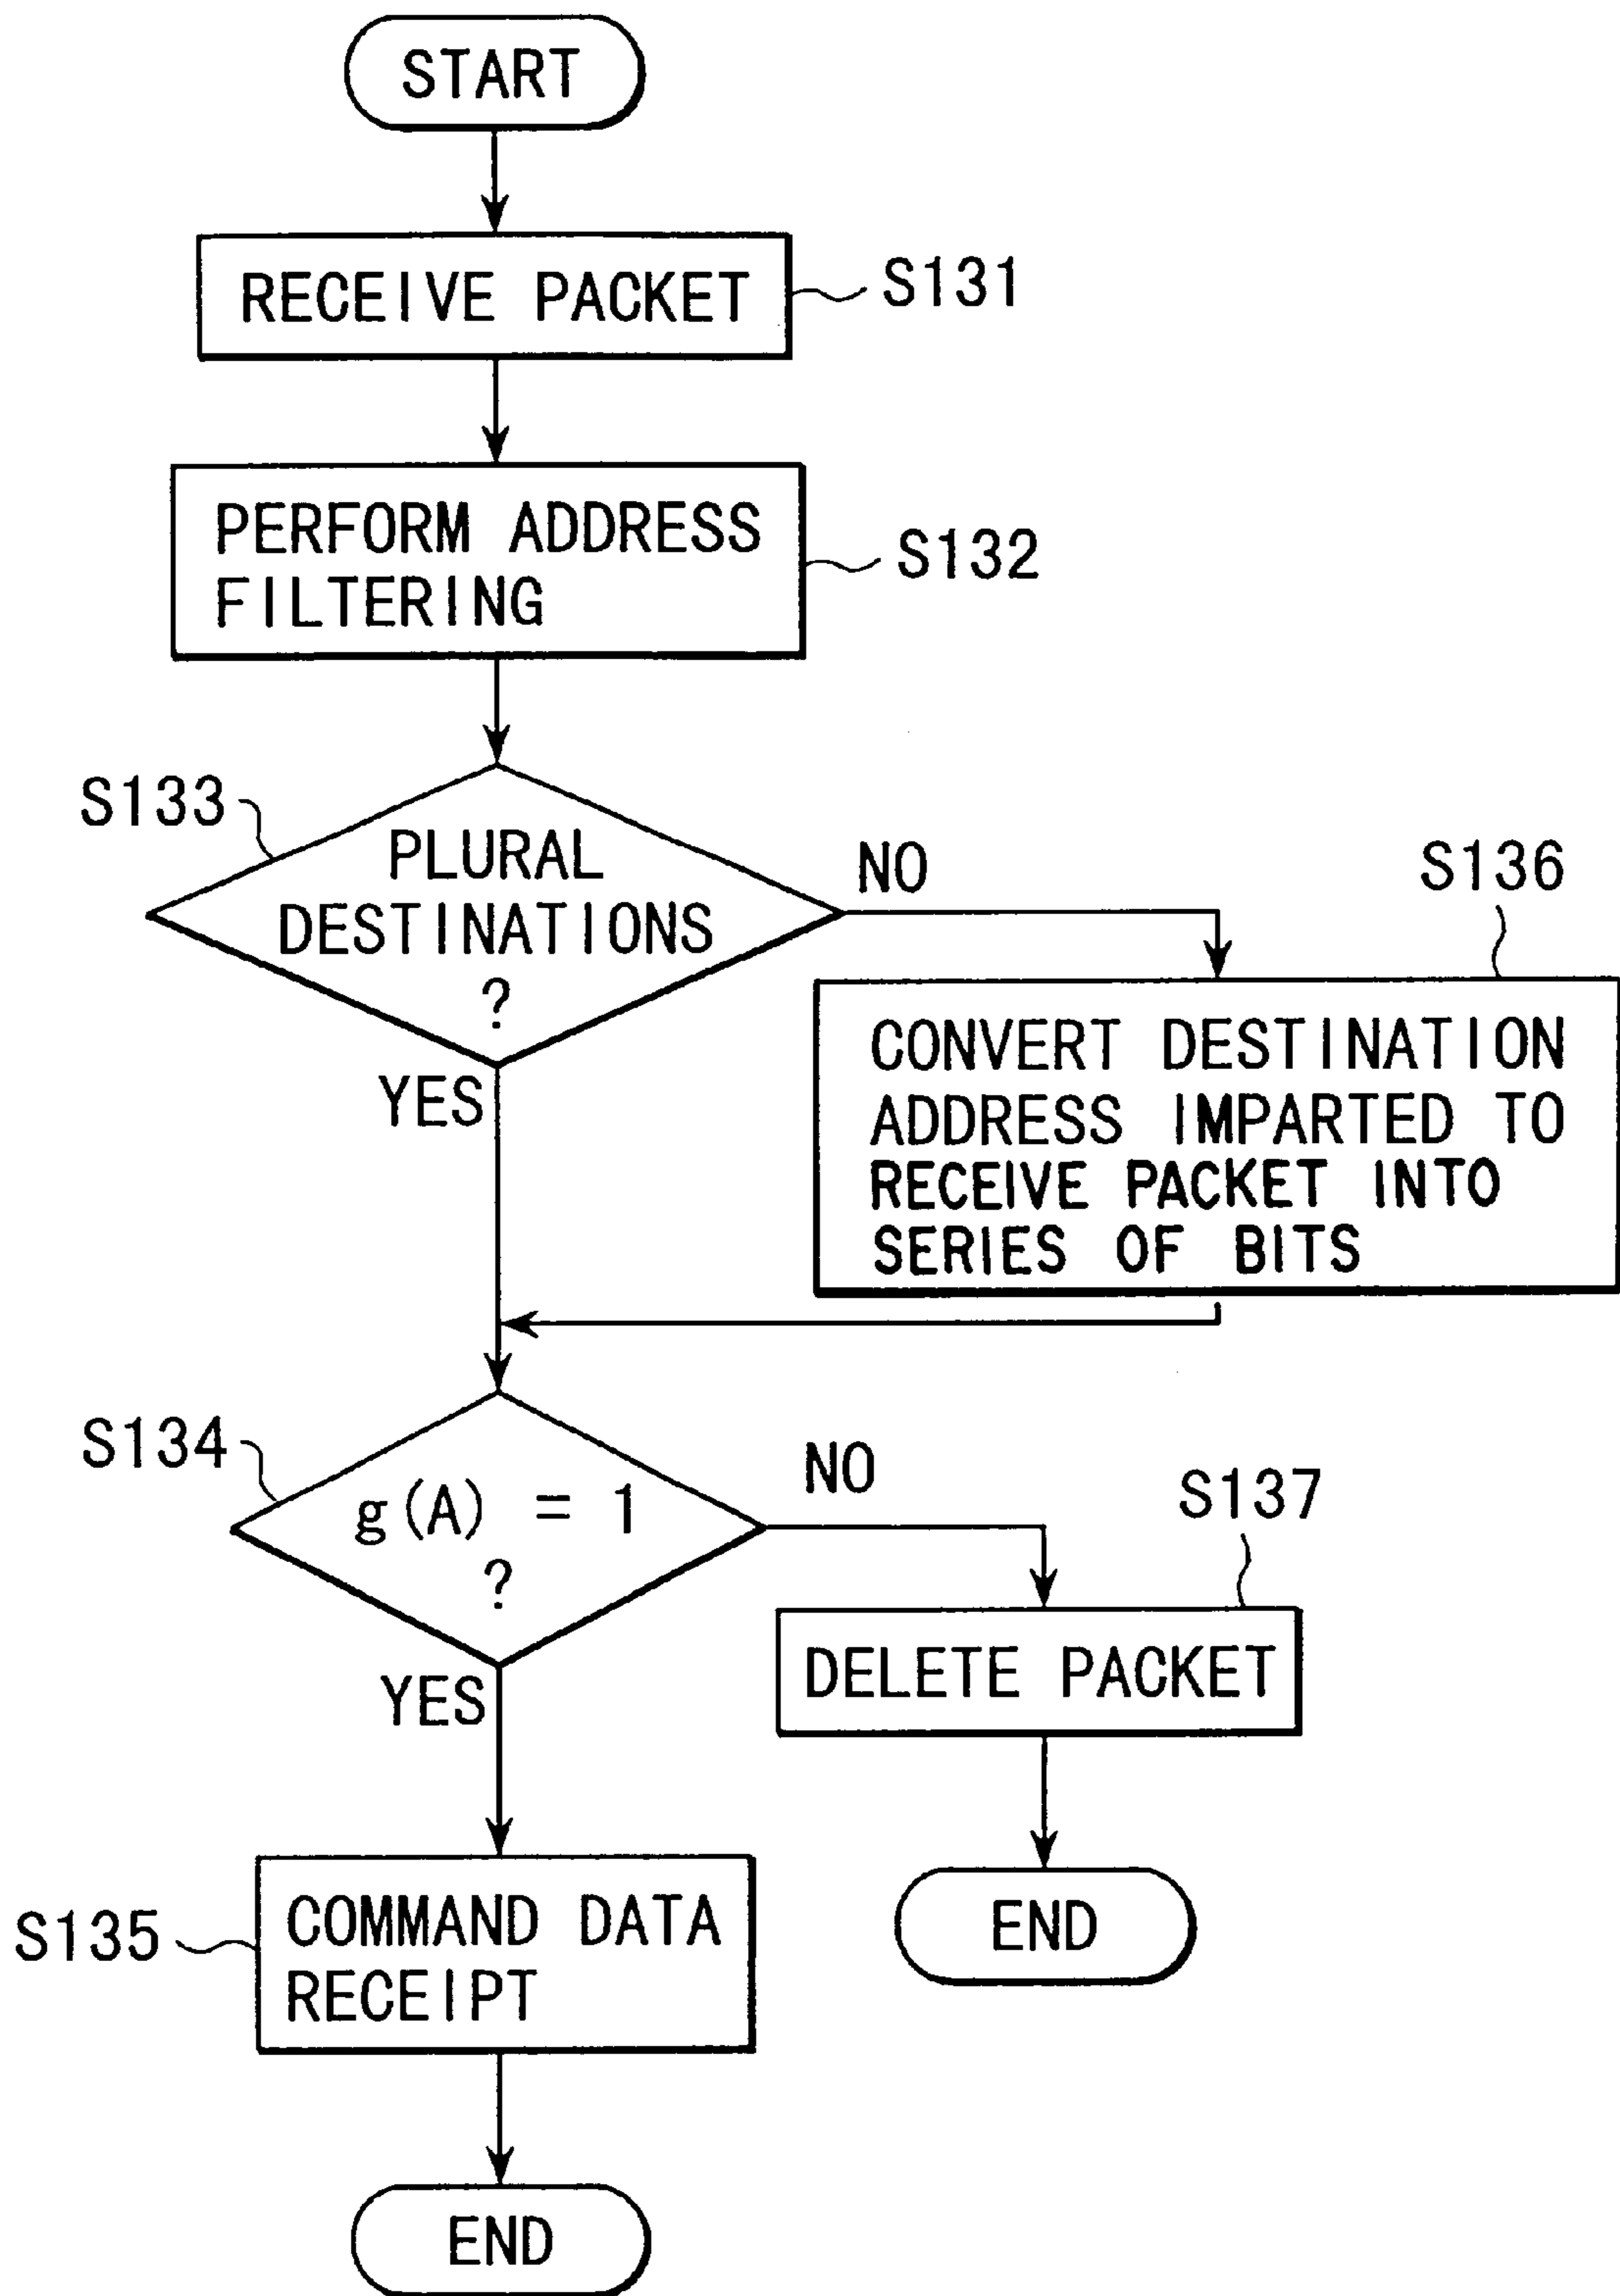 START
RECEIVE PACKET
S131
PERFORM ADDRESS
FILTERING
S132
S133
PLURAL
DESTINATIONS
?
NO
YES
S136
CONVERT DESTINATION
ADDRESS IMPARTED TO
RECEIVE PACKET INTO
SERIES OF BITS
S134
g(A) = 1
?
NO
YES
S137
DELETE PACKET
END
S135
COMMAND DATA
RECEIPT
END